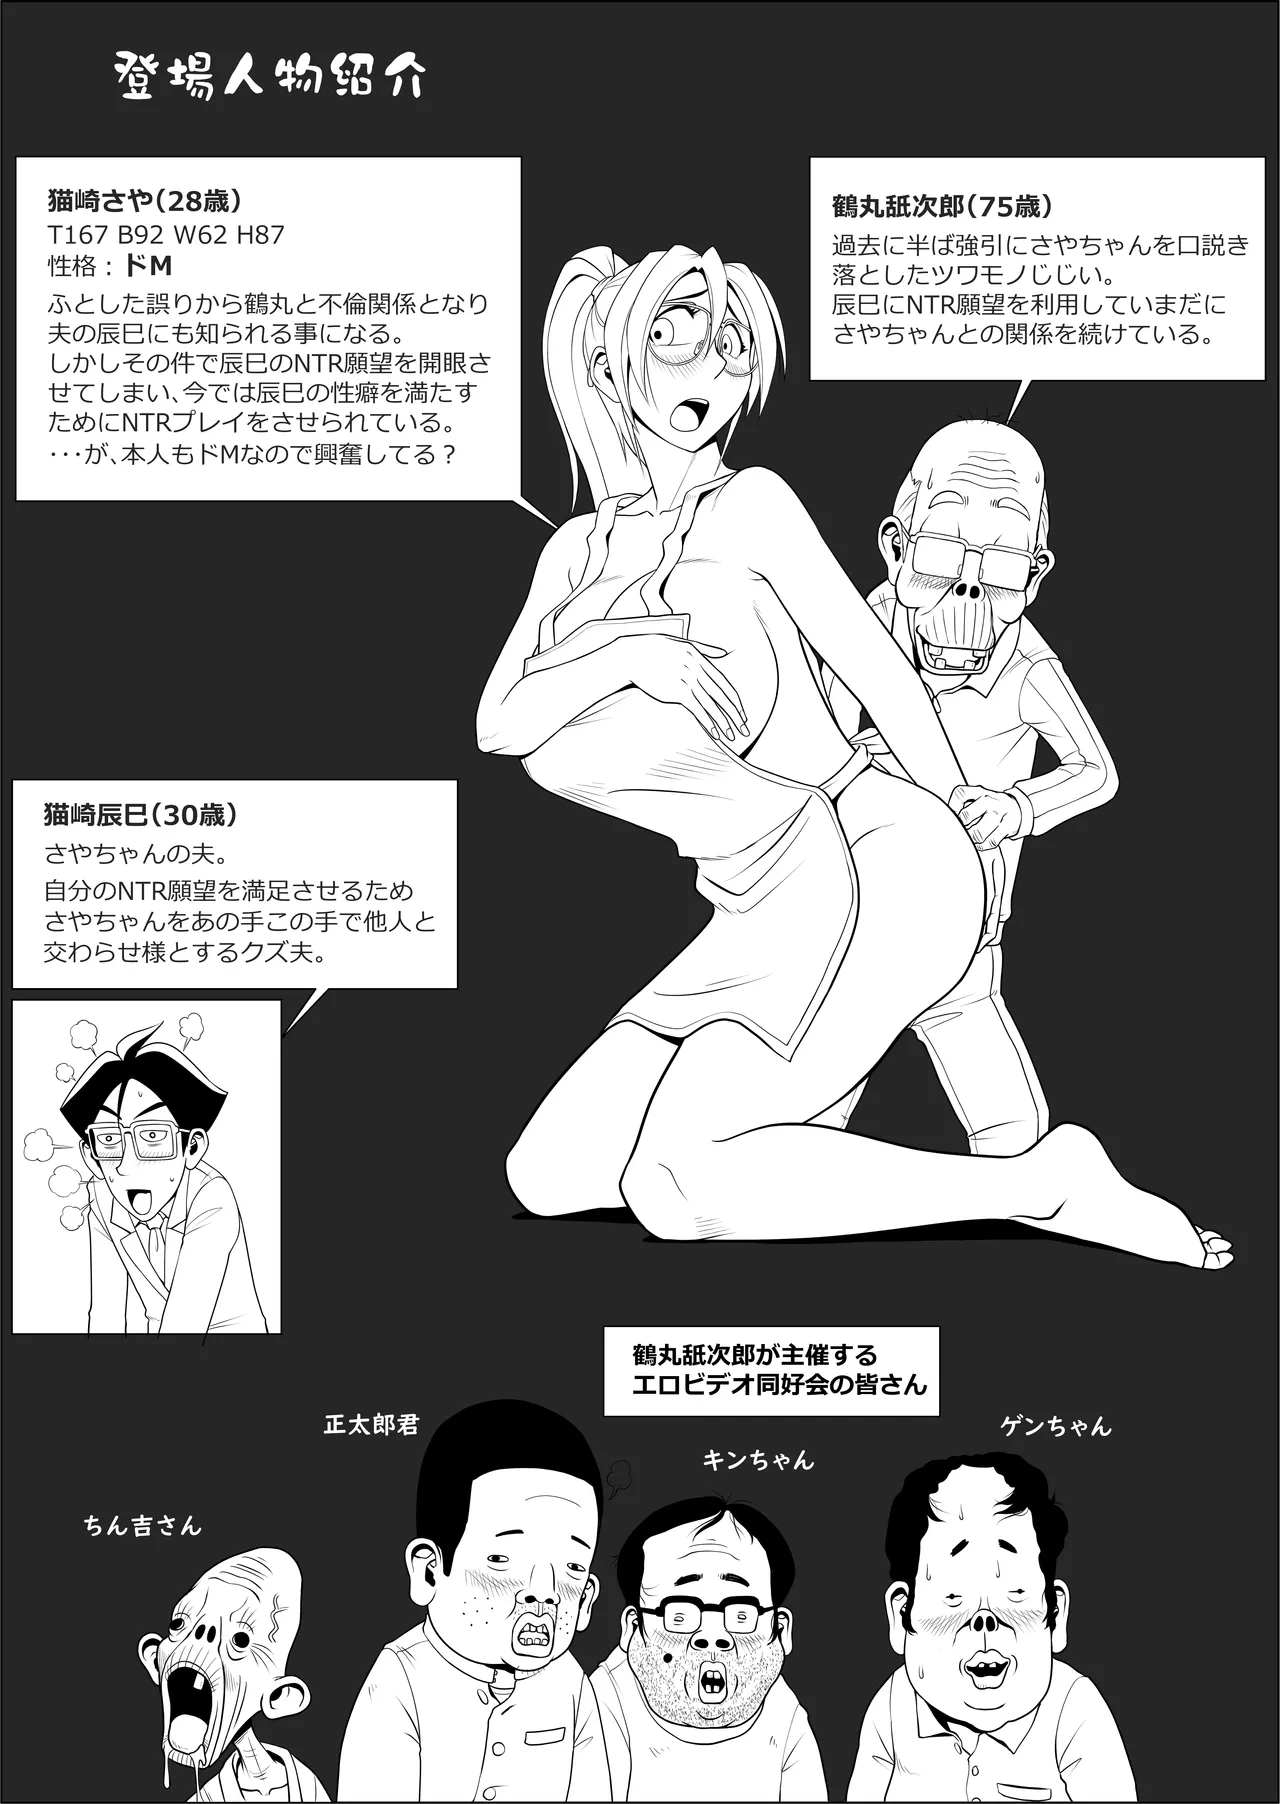 登場人物紹介
猫崎さや(28歳)
T167 B92 W62 H87
性格：ドM
ふとした誤りから鶴丸と不倫関係となり
夫の辰巳にも知られる事になる。
しかしその件で辰巳のNTR願望を開眼さ
せてしまい、今では辰巳の性癖を満たす
ためにNTRプレイをさせられている。
･･･が、本人もドMなので興奮してる？
鶴丸舐次郎(75歳)
過去に半ば強引にさやちゃんを口説き
落としたツワモノじじい。
辰巳にNTR願望を利用していまだに
さやちゃんとの関係を続けている。
猫崎辰巳(30歳)
さやちゃんの夫。
自分のNTR願望を満足させるため
さやちゃんをあの手この手で他人と
交わらせ様とするクズ夫。
鶴丸舐次郎が主催する
エロビデオ同好会の皆さん
ちん吉さん
正太郎君
キンちゃん
ゲンちゃん